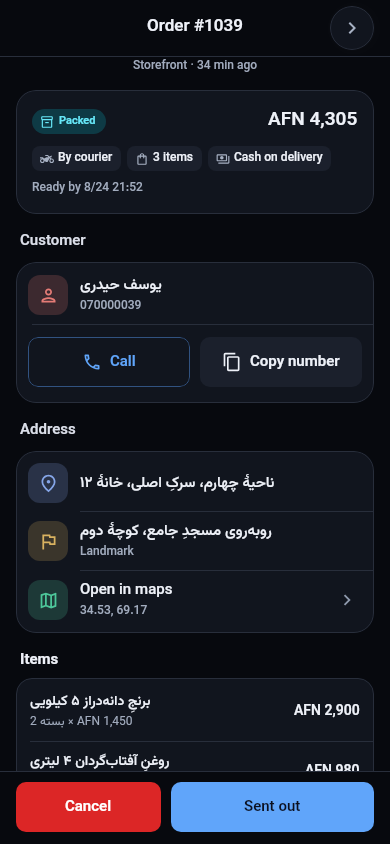 Order #1039
Storefront · 34 min ago
Packed
AFN 4,305
By courier
3 items
Cash on delivery
Ready by 8/24 21:52
Customer
یوسف حیدری
070000039
Call
Copy number
Address
ناحیهٔ چهارم، سرکِ اصلی، خانهٔ ۱۲
روبه‌روی مسجدِ جامع، کوچهٔ دوم
Landmark
Open in maps
34.53, 69.17
Items
برنجِ دانه‌دراز ۵ کیلویی
AFN 2,900
2 بسته × AFN 1,450
روغنِ آفتاب‌گردان ۴ لیتری
AFN 980
Cancel
Sent out